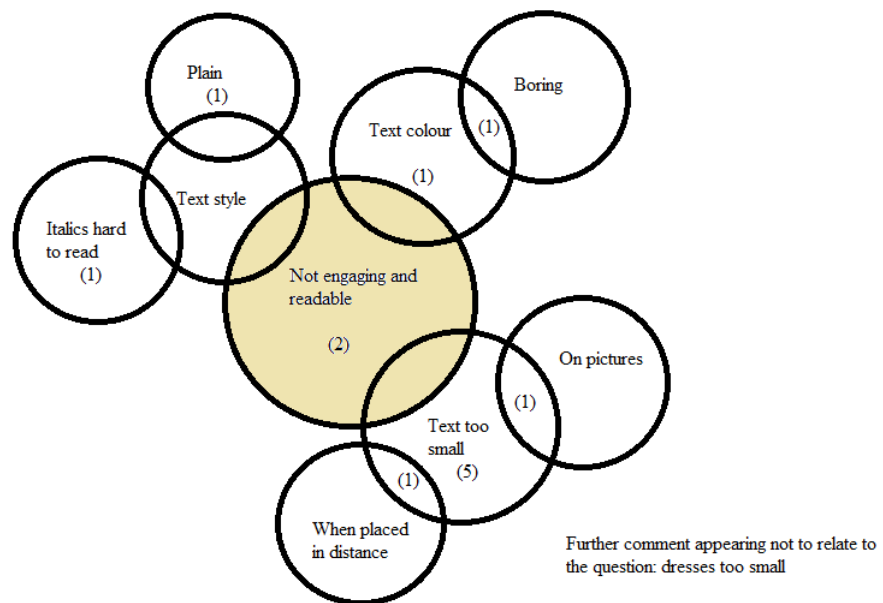 Plain
(1)
Text style
Italics hard
to read
(1)
Text colour
(1)
(1)
Boring
Not engaging and
readable
(2)
On pictures
(1)
Text too
small
(5)
(1)
When placed
in distance
Further comment appearing not to relate to
the question: dresses too small